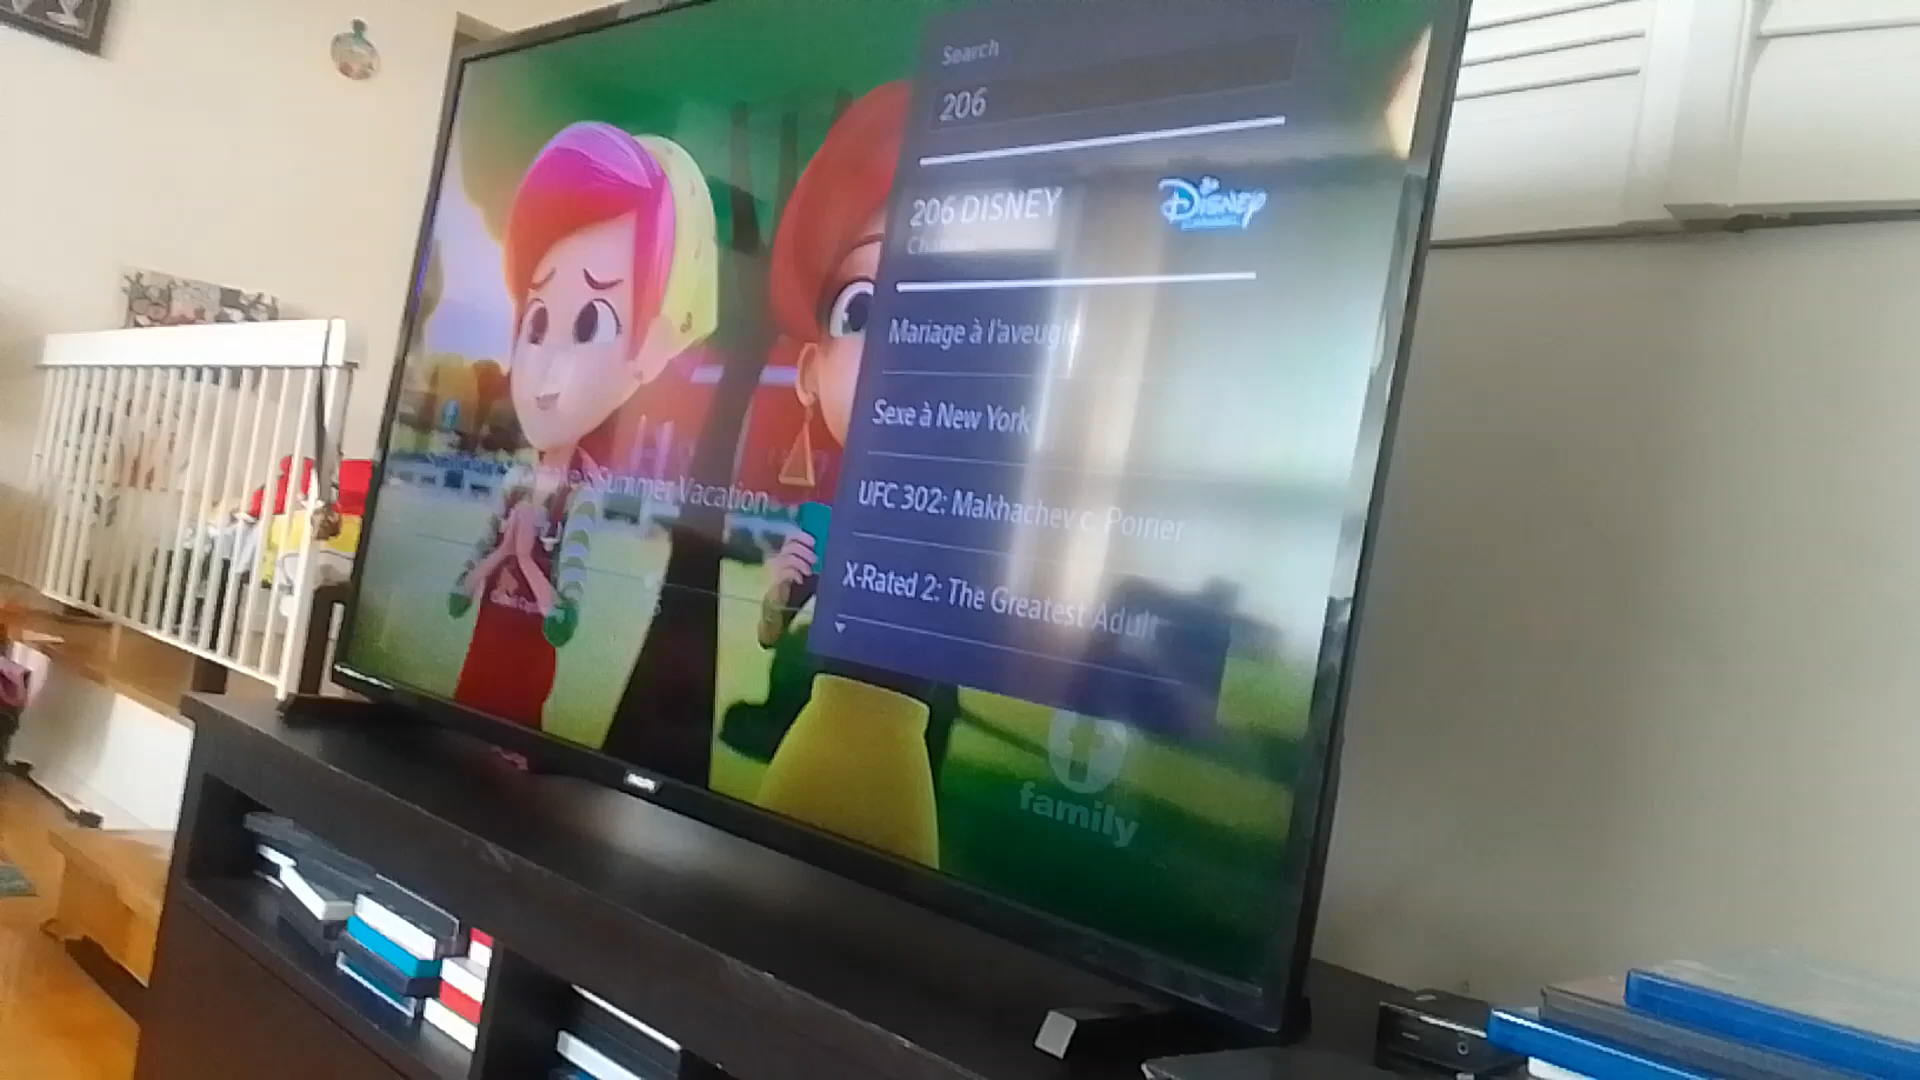 Search
206
206 DISNEY
DISNEY
Mariage à l'aveugle
Sexe à New York
UFC 302: Makhachev c. Poirier
X-Rated 2: The Greatest Adult
Summer Vacation
family